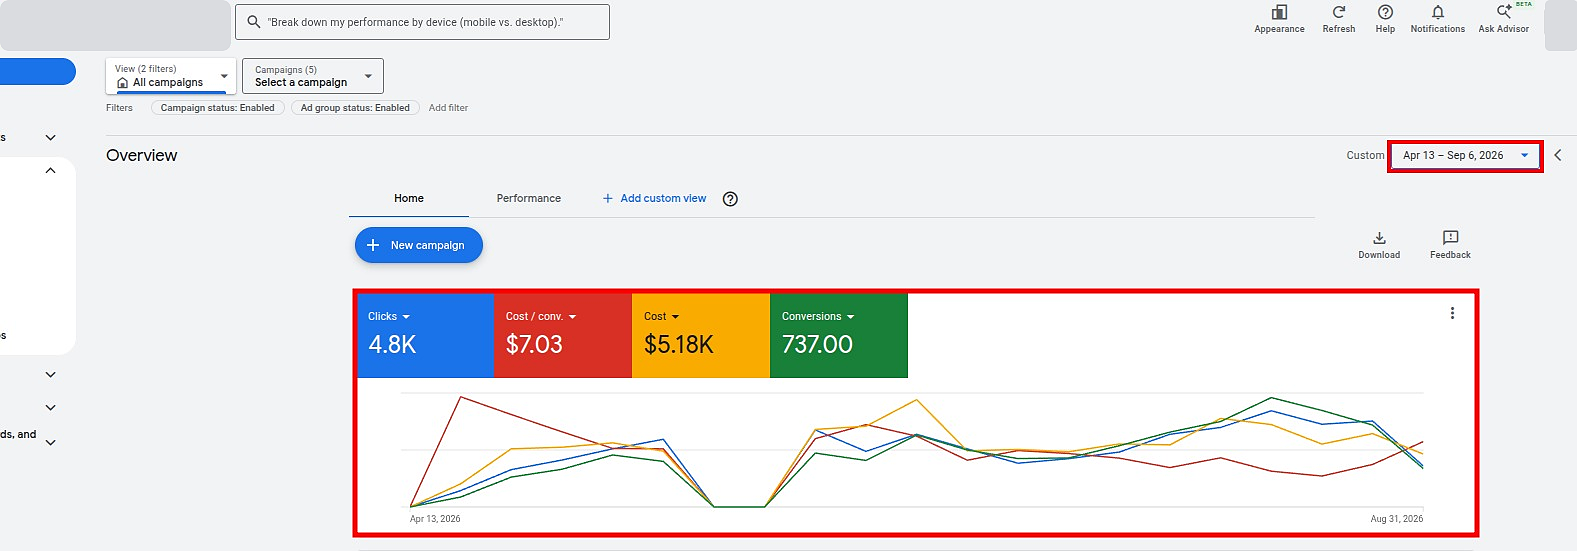 "Break down my performance by device (mobile vs. desktop)."
Appearance
Refresh
Help
Notifications
Ask Advisor
BETA
View (2 filters)
All campaigns
Campaigns (5)
Select a campaign
Filters
Campaign status: Enabled
Ad group status: Enabled
Add filter
s
Overview
Custom
Apr 13 – Sep 6, 2026
Home
Performance
Add custom view
New campaign
Download
Feedback
Clicks
4.8K
Cost / conv.
$7.03
Cost
$5.18K
Conversions
737.00
s
ds, and
Apr 13, 2026
Aug 31, 2026